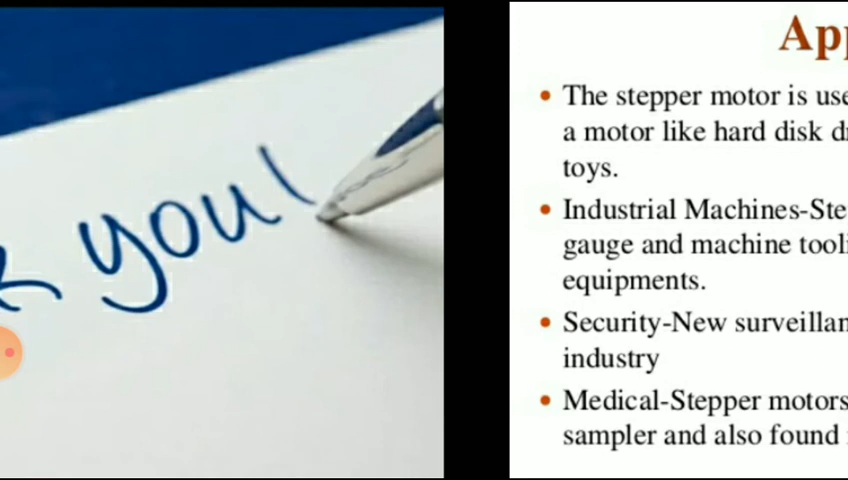 you!
App
The stepper motor is use
a motor like hard disk dr
toys.
Industrial Machines-Ste
gauge and machine tooli
equipments.
Security-New surveillan
industry
Medical-Stepper motors
sampler and also found